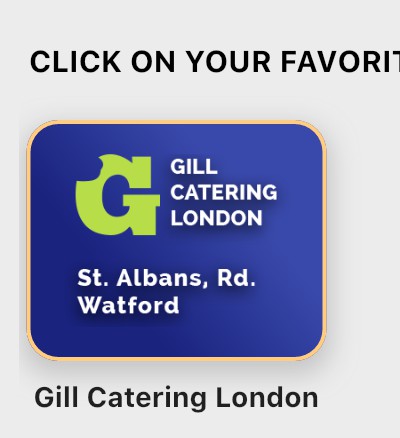 CLICK ON YOUR FAVORIT
GILL
CATERING
LONDON
St. Albans, Rd.
Watford
Gill Catering London